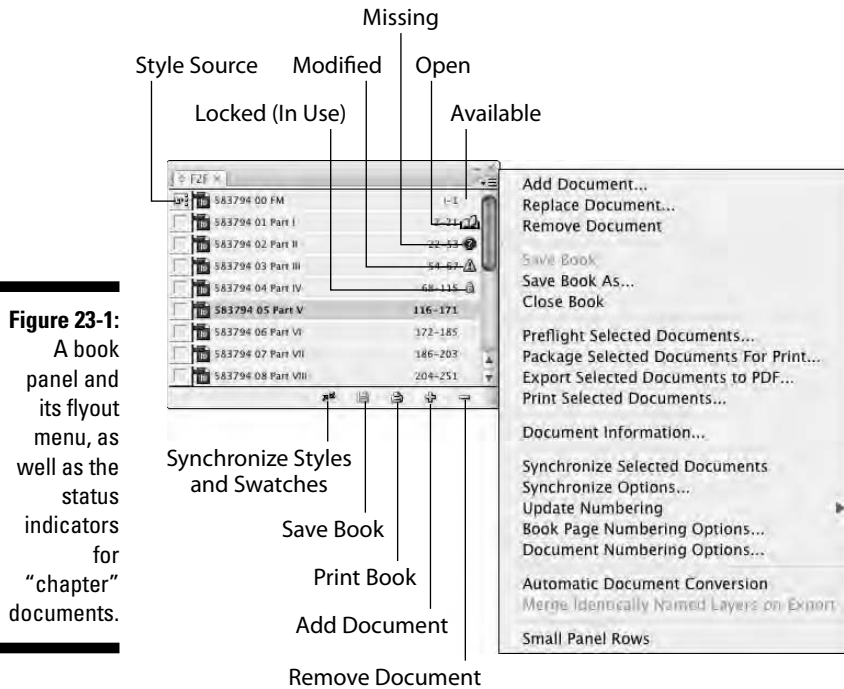 Missing
Style Source Modified Open
Locked (In Use) Available
F2F ×
583794 00 FM i-1
583794 01 Part I 2-21
583794 02 Part II 22-53
583794 03 Part III 54-67
583794 04 Part IV 68-115
583794 05 Part V 116-171
583794 06 Part VI 172-185
583794 07 Part VII 186-203
583794 08 Part VIII 204-251
Synchronize Styles
and Swatches
Save Book
Print Book
Add Document
Remove Document
Add Document...
Replace Document...
Remove Document
Save Book
Save Book As...
Close Book
Preflight Selected Documents...
Package Selected Documents For Print...
Export Selected Documents to PDF...
Print Selected Documents...
Document Information...
Synchronize Selected Documents
Synchronize Options...
Update Numbering
Book Page Numbering Options...
Document Numbering Options...
Automatic Document Conversion
Merge Identically Named Layers on Export
Small Panel Rows
Figure 23-1:
A book
panel and
its flyout
menu, as
well as the
status
indicators
for
“chapter”
documents.